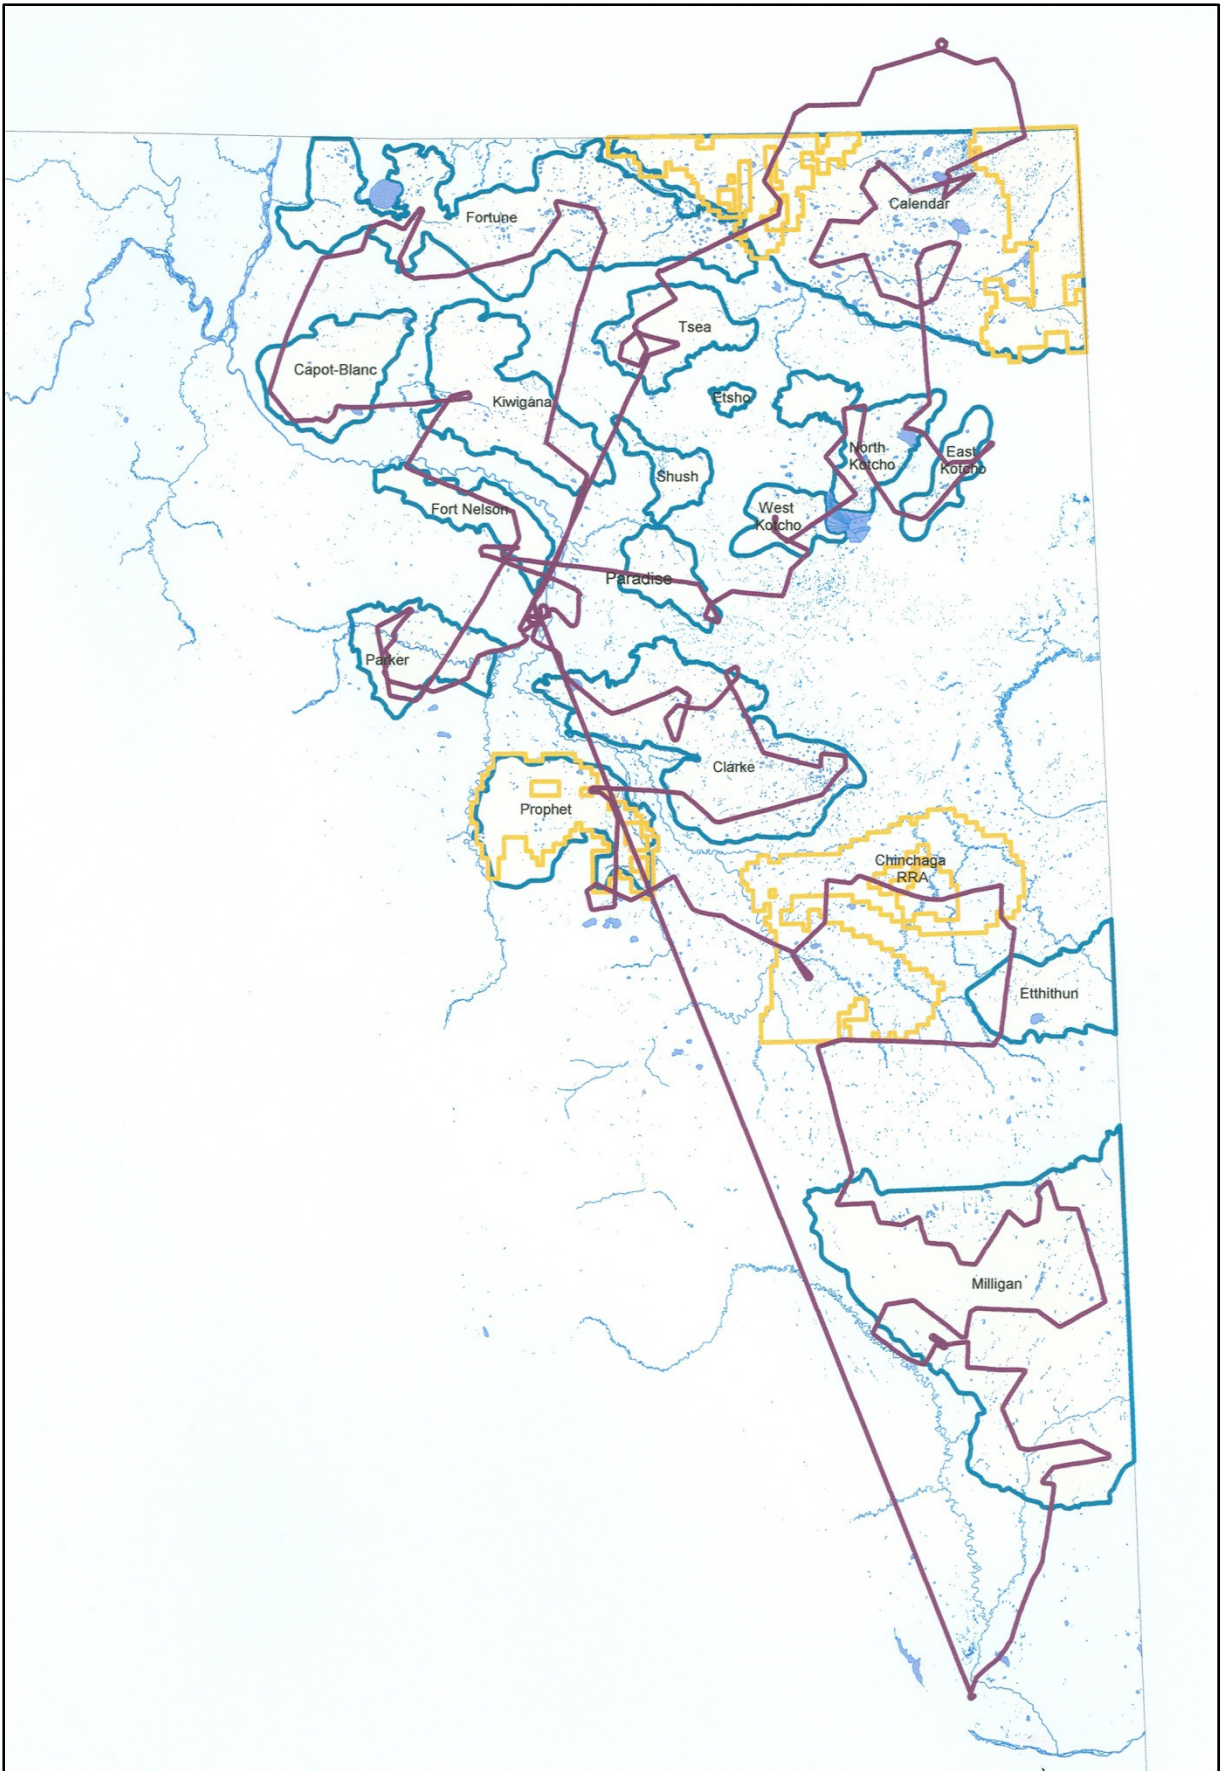 Calendar
Fortune
Tsea
Capot-Blanc
Etsho
Kiwigana
North
Kotcho
East
Kotcho
Shush
West
Kotcho
Fort Nelson
Paradise
Parker
Clarke
Prophet
Chinchaga
RRA
Etthithun
Milligan